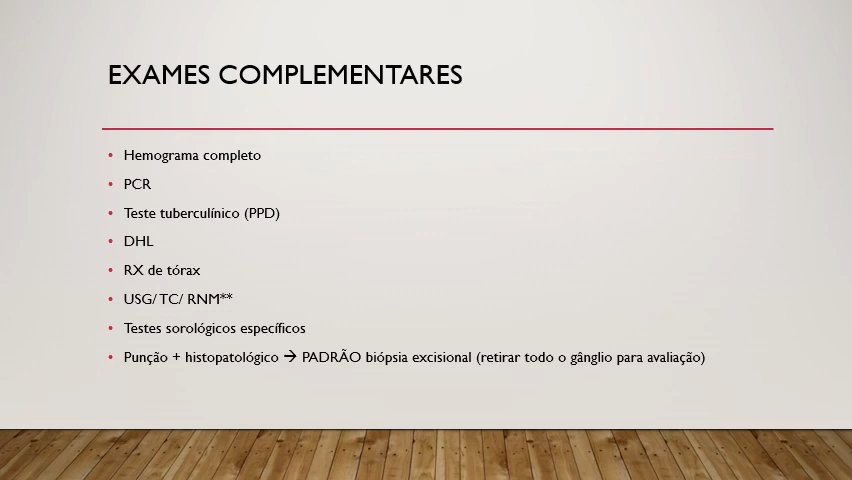 EXAMES COMPLEMENTARES
• Hemograma completo
• PCR
• Teste tuberculínico (PPD)
• DHL
• RX de tórax
• USG/ TC/ RNM**
• Testes sorológicos específicos
• Punção + histopatológico → PADRÃO biópsia excisional (retirar todo o gânglio para avaliação)